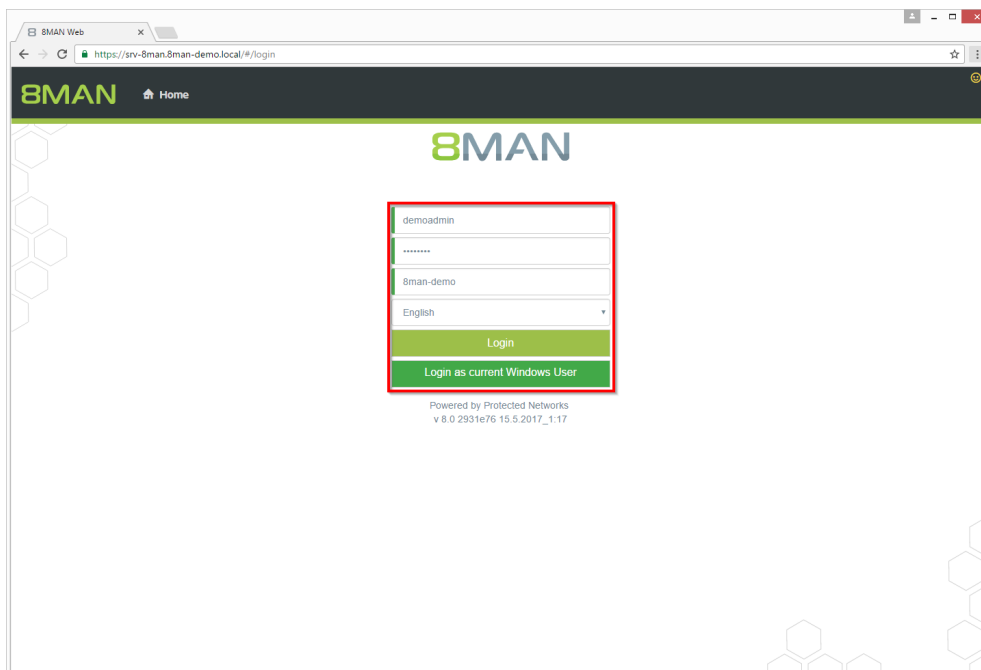 8MAN Web
https://srv-8man.8man-demo.local/#/login
8MAN
Home
8MAN
demoadmin
••••••••
8man-demo
English
Login
Login as current Windows User
Powered by Protected Networks
v 8.0 2931e76 15.5.2017_1:17